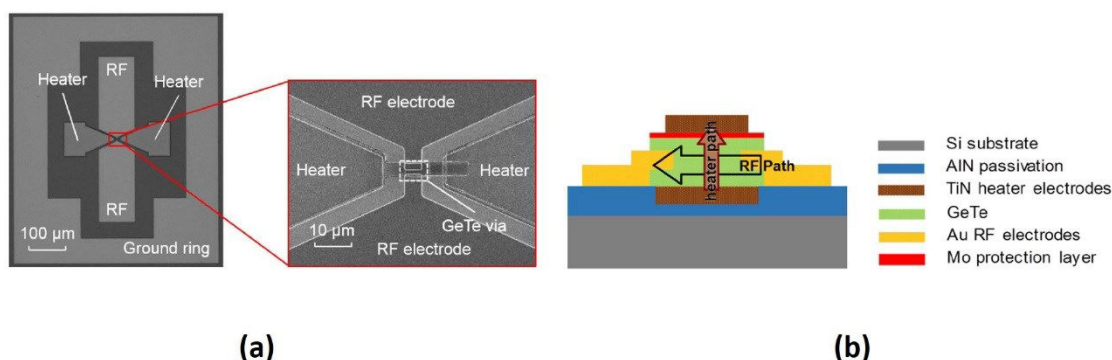 RF
Heater
Heater
RF
100 μm
Ground ring
RF electrode
Heater
Heater
GeTe via
10 μm
RF electrode
heater path
RF Path
Si substrate
AlN passivation
TiN heater electrodes
GeTe
Au RF electrodes
Mo protection layer
(a)
(b)